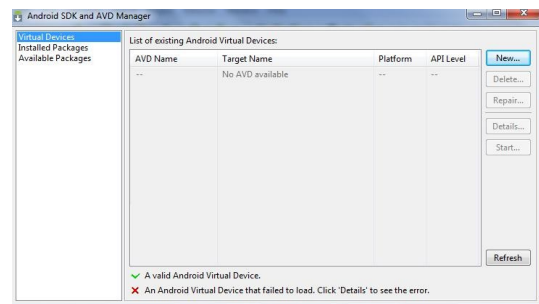 Android SDK and AVD Manager
Virtual Devices
Installed Packages
Available Packages
List of existing Android Virtual Devices:
AVD Name Target Name Platform API Level
-- No AVD available -- --
New...
Delete...
Repair...
Details...
Start...
Refresh
A valid Android Virtual Device.
An Android Virtual Device that failed to load. Click 'Details' to see the error.